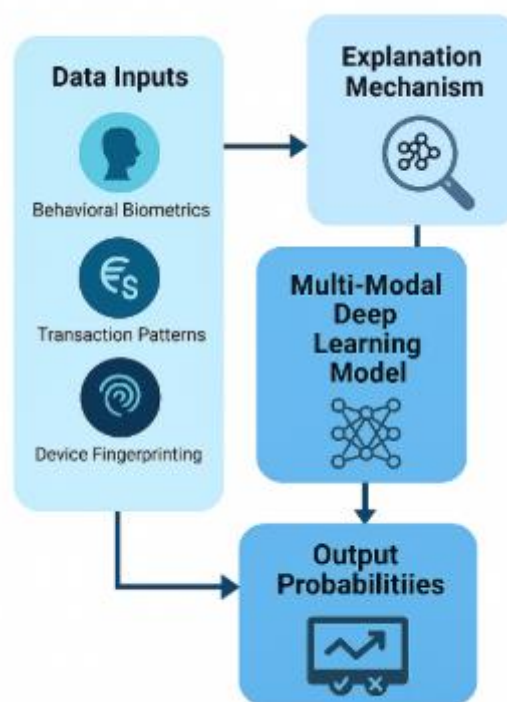 Data Inputs
Behavioral Biometrics
Transaction Patterns
Device Fingerprinting
Explanation
Mechanism
Multi-Modal
Deep
Learning
Model
Output
Probabilitiies